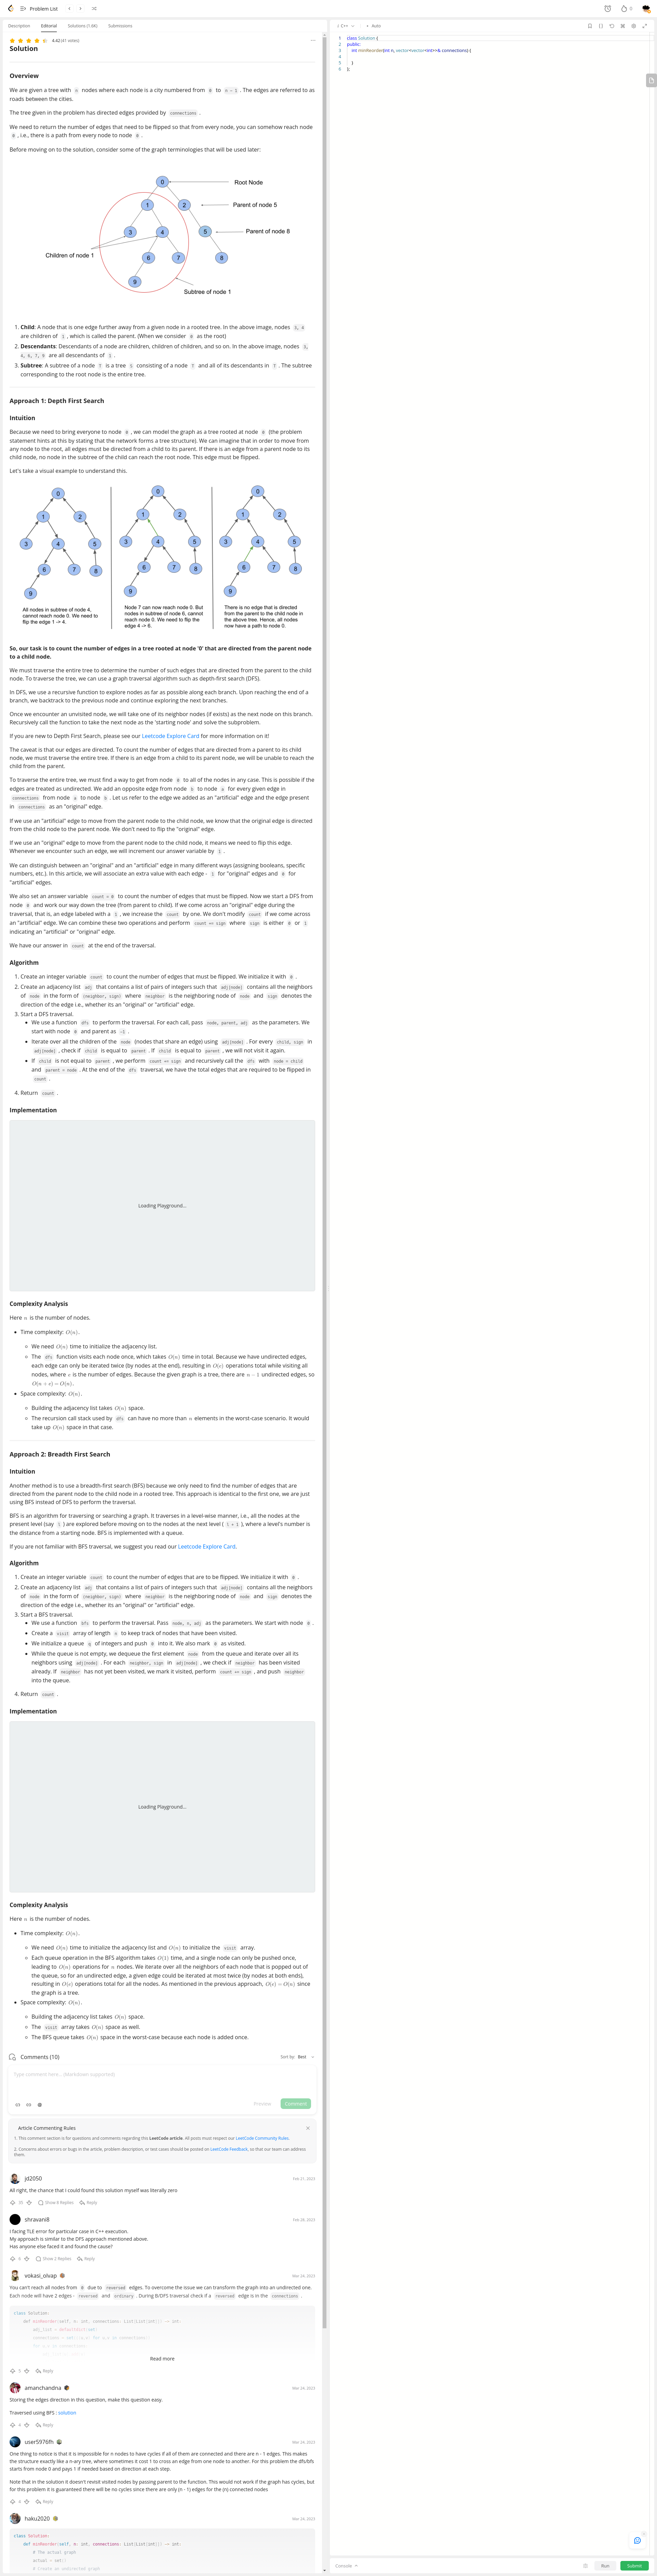 Problem List
0
Description
Editorial
Solutions (1.6K)
Submissions
4.42 (41 votes)
Solution
Overview
We are given a tree with n nodes where each node is a city numbered from 0 to n - 1 . The edges are referred to as
roads between the cities.
The tree given in the problem has directed edges provided by connections .
We need to return the number of edges that need to be flipped so that from every node, you can somehow reach node
0 , i.e., there is a path from every node to node 0 .
Before moving on to the solution, consider some of the graph terminologies that will be used later:
0
Root Node
1
2
Parent of node 5
3
4
5
Parent of node 8
Children of node 1
6
7
8
9
Subtree of node 1
1. Child: A node that is one edge further away from a given node in a rooted tree. In the above image, nodes 3, 4
are children of 1 , which is called the parent. (When we consider 0 as the root)
2. Descendants: Descendants of a node are children, children of children, and so on. In the above image, nodes 3,
4, 6, 7, 9 are all descendants of 1 .
3. Subtree: A subtree of a node T is a tree S consisting of a node T and all of its descendants in T . The subtree
corresponding to the root node is the entire tree.
Approach 1: Depth First Search
Intuition
Because we need to bring everyone to node 0 , we can model the graph as a tree rooted at node 0 (the problem
statement hints at this by stating that the network forms a tree structure). We can imagine that in order to move from
any node to the root, all edges must be directed from a child to its parent. If there is an edge from a parent node to its
child node, no node in the subtree of the child can reach the root node. This edge must be flipped.
Let's take a visual example to understand this.
0
1
2
3
4
5
6
7
8
9
All nodes in subtree of node 4,
cannot reach node 0. We need to
flip the edge 1 -> 4.
0
1
2
3
4
5
6
7
8
9
Node 7 can now reach node 0. But
nodes in subtree of node 6, cannot
reach node 0. We need to flip the
edge 4 -> 6.
0
1
2
3
4
5
6
7
8
9
There is no edge that is directed
from the parent to child node in
the above tree. Hence, all nodes
now have a path to node 0.
So, our task is to count the number of edges in a tree rooted at node '0' that are directed from the parent node
to a child node.
We must traverse the entire tree to determine the number of such edges that are directed from the parent to the child
node. To traverse the tree, we can use a graph traversal algorithm such as depth-first search (DFS).
In DFS, we use a recursive function to explore nodes as far as possible along each branch. Upon reaching the end of a
branch, we backtrack to the previous node and continue exploring the next branches.
Once we encounter an unvisited node, we will take one of its neighbor nodes (if exists) as the next node on this branch.
Recursively call the function to take the next node as the 'starting node' and solve the subproblem.
If you are new to Depth First Search, please see our Leetcode Explore Card for more information on it!
The caveat is that our edges are directed. To count the number of edges that are directed from a parent to its child
node, we must traverse the entire tree. If there is an edge from a child to its parent node, we will be unable to reach the
child from the parent.
To traverse the entire tree, we must find a way to get from node 0 to all of the nodes in any case. This is possible if the
edges are treated as undirected. We add an opposite edge from node b to node a for every given edge in
connections from node a to node b . Let us refer to the edge we added as an "artificial" edge and the edge present
in connections as an "original" edge.
If we use an "artificial" edge to move from the parent node to the child node, we know that the original edge is directed
from the child node to the parent node. We don't need to flip the "original" edge.
If we use an "original" edge to move from the parent node to the child node, it means we need to flip this edge.
Whenever we encounter such an edge, we will increment our answer variable by 1 .
We can distinguish between an "original" and an "artificial" edge in many different ways (assigning booleans, specific
numbers, etc.). In this article, we will associate an extra value with each edge - 1 for "original" edges and 0 for
"artificial" edges.
We also set an answer variable count = 0 to count the number of edges that must be flipped. Now we start a DFS from
node 0 and work our way down the tree (from parent to child). If we come across an "original" edge during the
traversal, that is, an edge labeled with a 1 , we increase the count by one. We don't modify count if we come across
an "artificial" edge. We can combine these two operations and perform count += sign where sign is either 0 or 1
indicating an "artificial" or "original" edge.
We have our answer in count at the end of the traversal.
Algorithm
1. Create an integer variable count to count the number of edges that must be flipped. We initialize it with 0 .
2. Create an adjacency list adj that contains a list of pairs of integers such that adj[node] contains all the neighbors
of node in the form of (neighbor, sign) where neighbor is the neighboring node of node and sign denotes the
direction of the edge i.e., whether its an "original" or "artificial" edge.
3. Start a DFS traversal.
We use a function dfs to perform the traversal. For each call, pass node, parent, adj as the parameters. We
start with node 0 and parent as -1 .
Iterate over all the children of the node (nodes that share an edge) using adj[node] . For every child, sign in
adj[node] , check if child is equal to parent . If child is equal to parent , we will not visit it again.
If child is not equal to parent , we perform count += sign and recursively call the dfs with node = child
and parent = node . At the end of the dfs traversal, we have the total edges that are required to be flipped in
count .
4. Return count .
Implementation
Loading Playground...
Complexity Analysis
Here n is the number of nodes.
Time complexity: O(n).
We need O(n) time to initialize the adjacency list.
The dfs function visits each node once, which takes O(n) time in total. Because we have undirected edges,
each edge can only be iterated twice (by nodes at the end), resulting in O(e) operations total while visiting all
nodes, where e is the number of edges. Because the given graph is a tree, there are n − 1 undirected edges, so
O(n + e) = O(n).
Space complexity: O(n).
Building the adjacency list takes O(n) space.
The recursion call stack used by dfs can have no more than n elements in the worst-case scenario. It would
take up O(n) space in that case.
Approach 2: Breadth First Search
Intuition
Another method is to use a breadth-first search (BFS) because we only need to find the number of edges that are
directed from the parent node to the child node in a rooted tree. This approach is identical to the first one, we are just
using BFS instead of DFS to perform the traversal.
BFS is an algorithm for traversing or searching a graph. It traverses in a level-wise manner, i.e., all the nodes at the
present level (say l ) are explored before moving on to the nodes at the next level ( l + 1 ), where a level's number is
the distance from a starting node. BFS is implemented with a queue.
If you are not familiar with BFS traversal, we suggest you read our Leetcode Explore Card.
Algorithm
1. Create an integer variable count to count the number of edges that are to be flipped. We initialize it with 0 .
2. Create an adjacency list adj that contains a list of pairs of integers such that adj[node] contains all the neighbors
of node in the form of (neighbor, sign) where neighbor is the neighboring node of node and sign denotes the
direction of the edge i.e., whether its an "original" or "artificial" edge.
3. Start a BFS traversal.
We use a function bfs to perform the traversal. Pass node, n, adj as the parameters. We start with node 0 .
Create a visit array of length n to keep track of nodes that have been visited.
We initialize a queue q of integers and push 0 into it. We also mark 0 as visited.
While the queue is not empty, we dequeue the first element node from the queue and iterate over all its
neighbors using adj[node] . For each neighbor, sign in adj[node] , we check if neighbor has been visited
already. If neighbor has not yet been visited, we mark it visited, perform count += sign , and push neighbor
into the queue.
4. Return count .
Implementation
Loading Playground...
Complexity Analysis
Here n is the number of nodes.
Time complexity: O(n).
We need O(n) time to initialize the adjacency list and O(n) to initialize the visit array.
Each queue operation in the BFS algorithm takes O(1) time, and a single node can only be pushed once,
leading to O(n) operations for n nodes. We iterate over all the neighbors of each node that is popped out of
the queue, so for an undirected edge, a given edge could be iterated at most twice (by nodes at both ends),
resulting in O(e) operations total for all the nodes. As mentioned in the previous approach, O(e) = O(n) since
the graph is a tree.
Space complexity: O(n).
Building the adjacency list takes O(n) space.
The visit array takes O(n) space as well.
The BFS queue takes O(n) space in the worst-case because each node is added once.
Comments (10)
Sort by: Best
Type comment here... (Markdown supported)
Preview
Comment
Article Commenting Rules
1. This comment section is for questions and comments regarding this LeetCode article. All posts must respect our LeetCode Community Rules.
2. Concerns about errors or bugs in the article, problem description, or test cases should be posted on LeetCode Feedback, so that our team can address
them.
jd2050
Feb 21, 2023
All right, the chance that i could found this solution myself was literally zero
Show 8 Replies
Reply
shravani8
Feb 28, 2023
I facing TLE error for particular case in C++ execution.
My approach is similar to the DFS approach mentioned above.
Has anyone else faced it and found the cause?
Show 2 Replies
Reply
vokasi_oivap
Mar 24, 2023
You can't reach all nodes from 0 due to reversed edges. To overcome the issue we can transform the graph into an undirected one.
Each node will have 2 edges - reversed and ordinary . During B/DFS traversal check if a reversed edge is in the connections .
class Solution:
def minReorder(self, n: int, connections: List[List[int]]) -> int:
adj_list = defaultdict(set)
Read more
Reply
amanchandna
Mar 24, 2023
Storing the edges direction in this question, make this question easy.
Traversed using BFS : solution
Reply
user5976fh
Mar 24, 2023
One thing to notice is that it is impossible for n nodes to have cycles if all of them are connected and there are n - 1 edges. This makes
the structure exactly like a n-ary tree, where sometimes it cost 1 to cross an edge from one node to another. For this problem the dfs/bfs
starts from node 0 and pays 1 if needed based on direction at each step.
Note that in the solution it doesn't revisit visited nodes by passing parent to the function. This would not work if the graph has cycles, but
for this problem it is guaranteed there will be no cycles since there are only (n - 1) edges for the (n) connected nodes
Reply
haku2020
Mar 24, 2023
class Solution:
def minReorder(self, n: int, connections: List[List[int]]) -> int:
# The actual graph
actual = set()
# Create an undirected graph
C++
Auto
1 class Solution {
2 public:
3 int minReorder(int n, vector<vector<int>>& connections) {
4
5 }
6 };
Console
Run
Submit